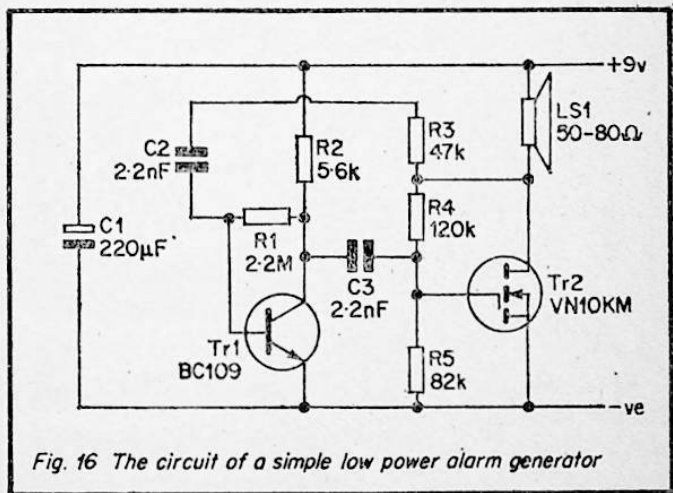 +9v
LS1
50-80Ω
R3
47k
C2
2·2nF
R2
5·6k
R4
120k
C1
220µF
R1
2·2M
C3
2·2nF
Tr2
VN10KM
Tr1
BC109
R5
82k
-ve
Fig. 16 The circuit of a simple low power alarm generator